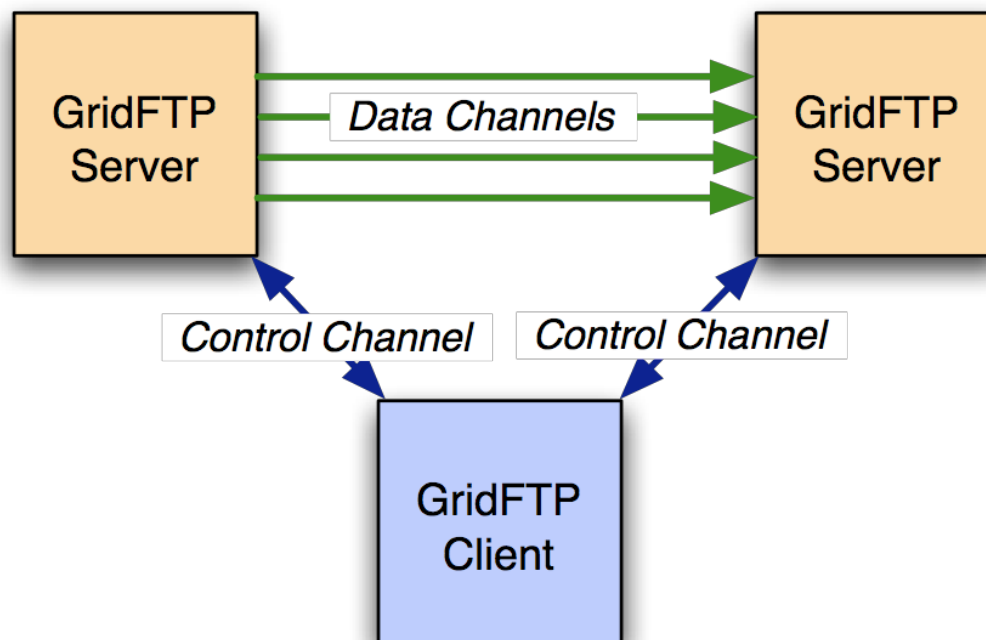 GridFTP
Server
Data Channels
GridFTP
Server
Control Channel
Control Channel
GridFTP
Client